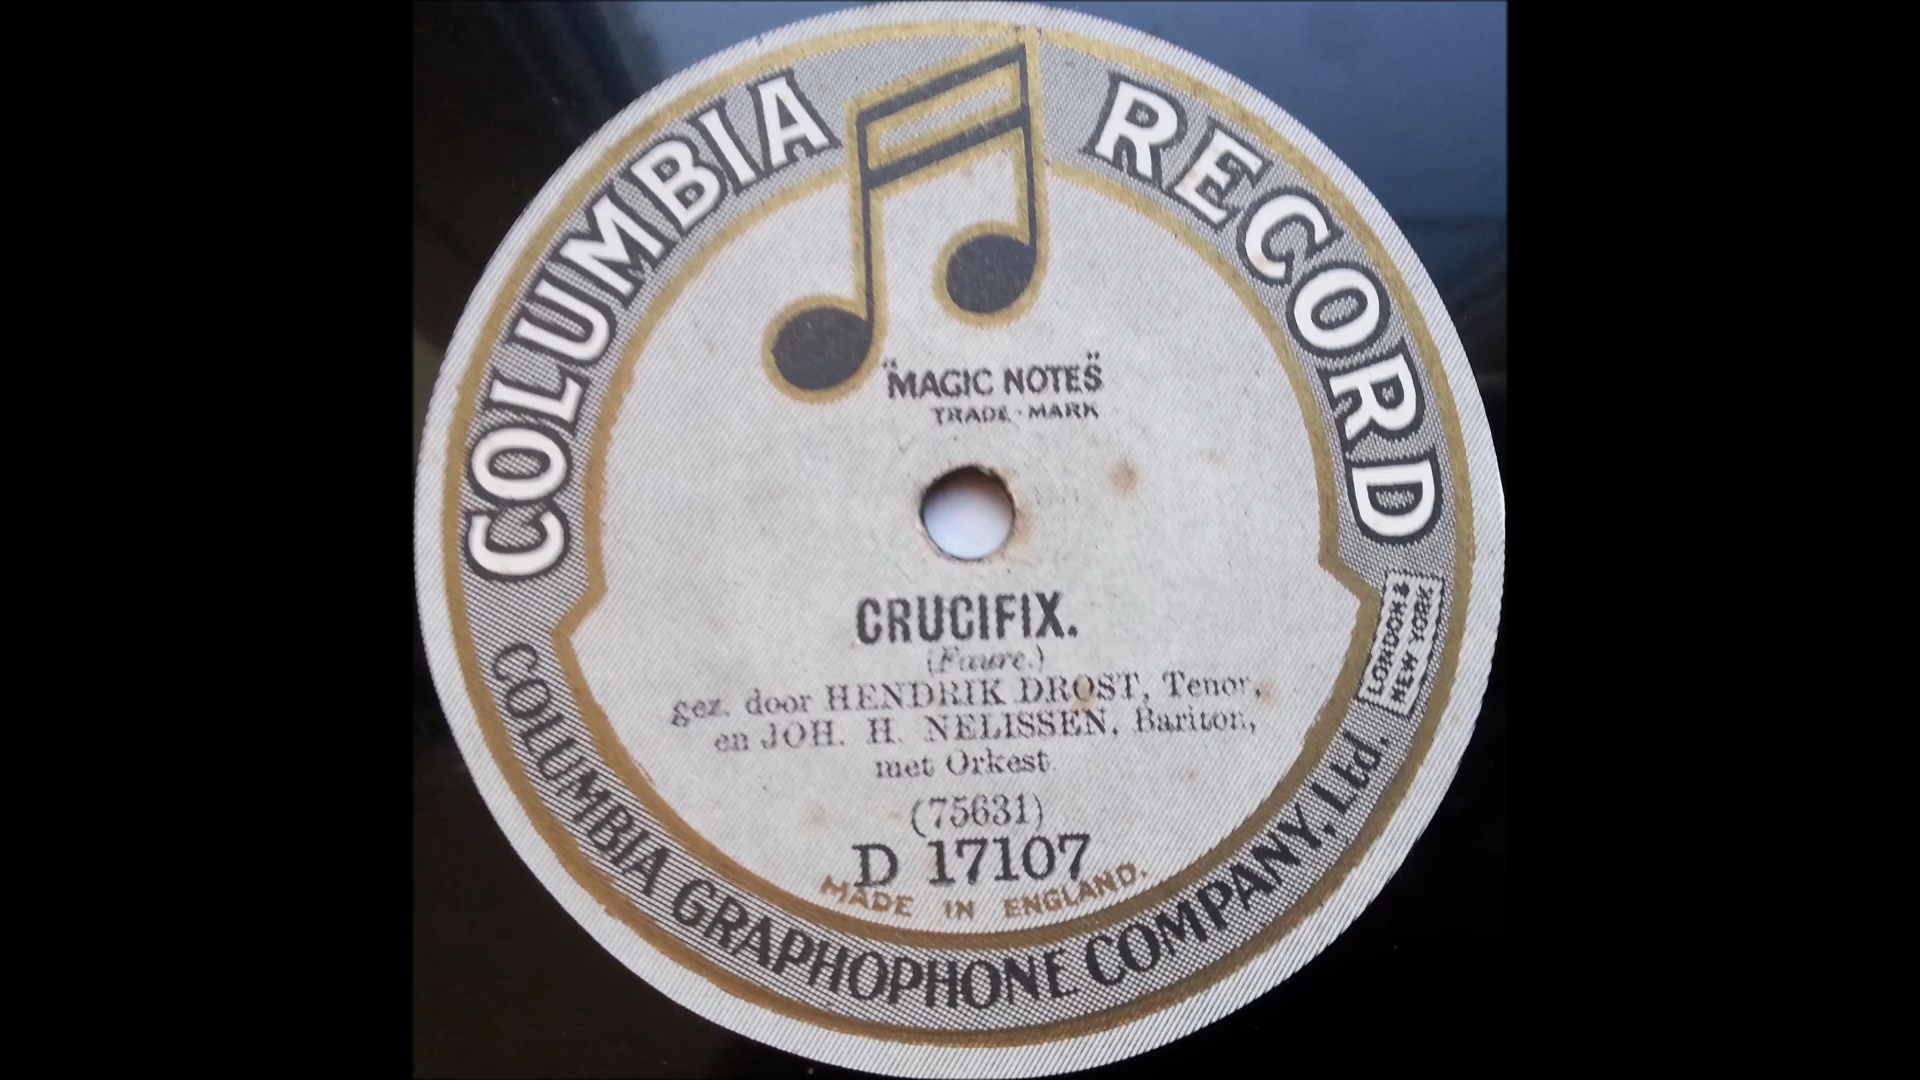 COLUMBIA RECORD
"MAGIC NOTES"
TRADE-MARK
CRUCIFIX.
(Faure.)
gez. door HENDRIK DROST, Tenor,
en JOH. H. NELISSEN, Bariton,
met Orkest.
(75631)
D 17107
MADE IN ENGLAND.
LONDON &
NEW YORK
COLUMBIA GRAPHOPHONE COMPANY, Ltd.